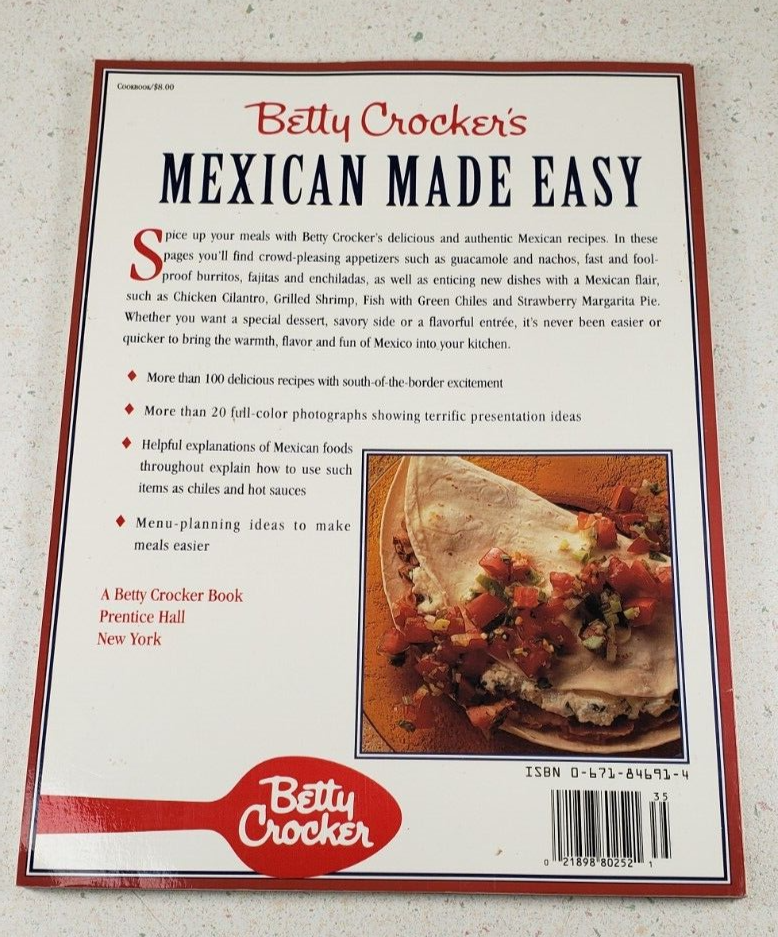 Cookbook/$8.00
Betty Crocker's
MEXICAN MADE EASY
Spice up your meals with Betty Crocker's delicious and authentic Mexican recipes. In these
pages you'll find crowd-pleasing appetizers such as guacamole and nachos, fast and fool-
proof burritos, fajitas and enchiladas, as well as enticing new dishes with a Mexican flair,
such as Chicken Cilantro, Grilled Shrimp, Fish with Green Chiles and Strawberry Margarita Pie.
Whether you want a special dessert, savory side or a flavorful entrée, it's never been easier or
quicker to bring the warmth, flavor and fun of Mexico into your kitchen.
♦ More than 100 delicious recipes with south-of-the-border excitement
♦ More than 20 full-color photographs showing terrific presentation ideas
♦ Helpful explanations of Mexican foods
throughout explain how to use such
items as chiles and hot sauces
♦ Menu-planning ideas to make
meals easier
A Betty Crocker Book
Prentice Hall
New York
Betty
Crocker
ISBN 0-671-84691-4
35
0 21898 80252 1